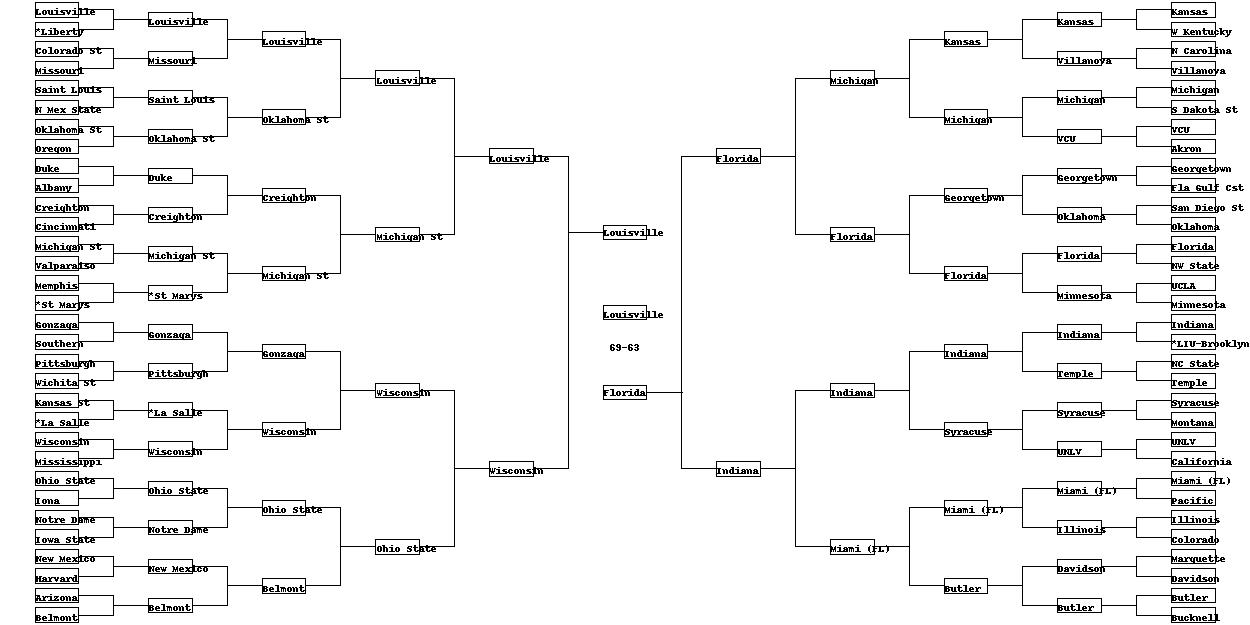 Louisville
*Liberty
Colorado St
Missouri
Saint Louis
N Mex State
Oklahoma St
Oregon
Duke
Albany
Creighton
Cincinnati
Michigan St
Valparaiso
Memphis
*St Marys
Gonzaga
Southern
Pittsburgh
Wichita St
Kansas St
*La Salle
Wisconsin
Mississippi
Ohio State
Iona
Notre Dame
Iowa State
New Mexico
Harvard
Arizona
Belmont
Louisville
Missouri
Saint Louis
Oklahoma St
Duke
Creighton
Michigan St
*St Marys
Gonzaga
Pittsburgh
*La Salle
Wisconsin
Ohio State
Notre Dame
New Mexico
Belmont
Louisville
Oklahoma St
Creighton
Michigan St
Gonzaga
Wisconsin
Ohio State
Belmont
Louisville
Michigan St
Wisconsin
Ohio State
Louisville
Wisconsin
Louisville
Louisville
69-63
Florida
Florida
Indiana
Michigan
Florida
Indiana
Miami (FL)
Kansas
Michigan
Georgetown
Florida
Indiana
Syracuse
Miami (FL)
Butler
Kansas
Villanova
Michigan
VCU
Georgetown
Oklahoma
Florida
Minnesota
Indiana
Temple
Syracuse
UNLV
Miami (FL)
Illinois
Davidson
Butler
Kansas
W Kentucky
N Carolina
Villanova
Michigan
S Dakota St
VCU
Akron
Georgetown
Fla Gulf Cst
San Diego St
Oklahoma
Florida
NW State
UCLA
Minnesota
Indiana
*LIU-Brooklyn
NC State
Temple
Syracuse
Montana
UNLV
California
Miami (FL)
Pacific
Illinois
Colorado
Marquette
Davidson
Butler
Bucknell